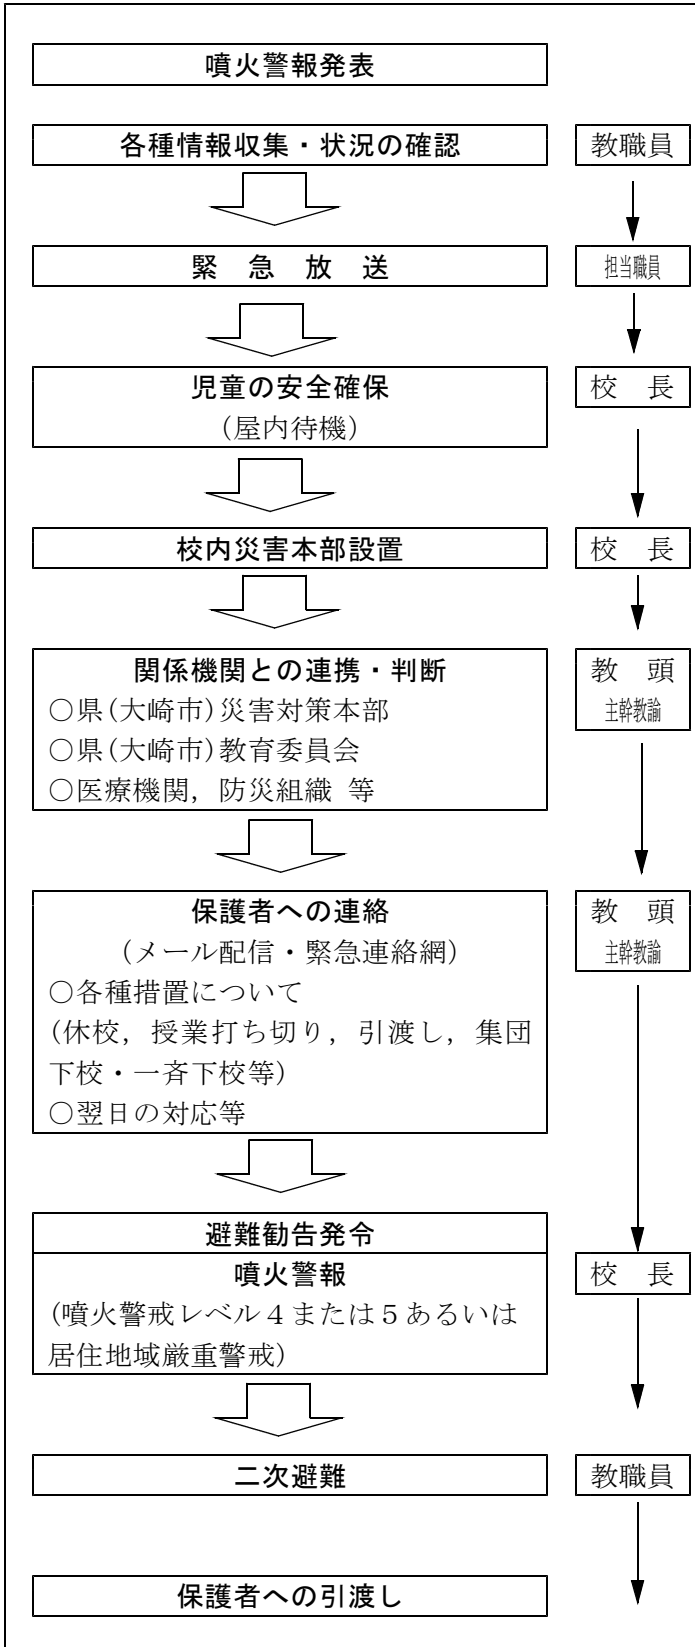 噴火警報発表
各種情報収集・状況の確認
教職員
緊　急　放　送
担当職員
児童の安全確保
(屋内待機)
校　長
校内災害本部設置
校　長
関係機関との連携・判断
○県(大崎市)災害対策本部
○県(大崎市)教育委員会
○医療機関，防災組織 等
教　頭
主幹教諭
保護者への連絡
(メール配信・緊急連絡網)
○各種措置について
(休校，授業打ち切り，引渡し，集団
下校・一斉下校等)
○翌日の対応等
教　頭
主幹教諭
避難勧告発令
噴火警報
(噴火警戒レベル４または５あるいは
居住地域厳重警戒)
校　長
二次避難
教職員
保護者への引渡し